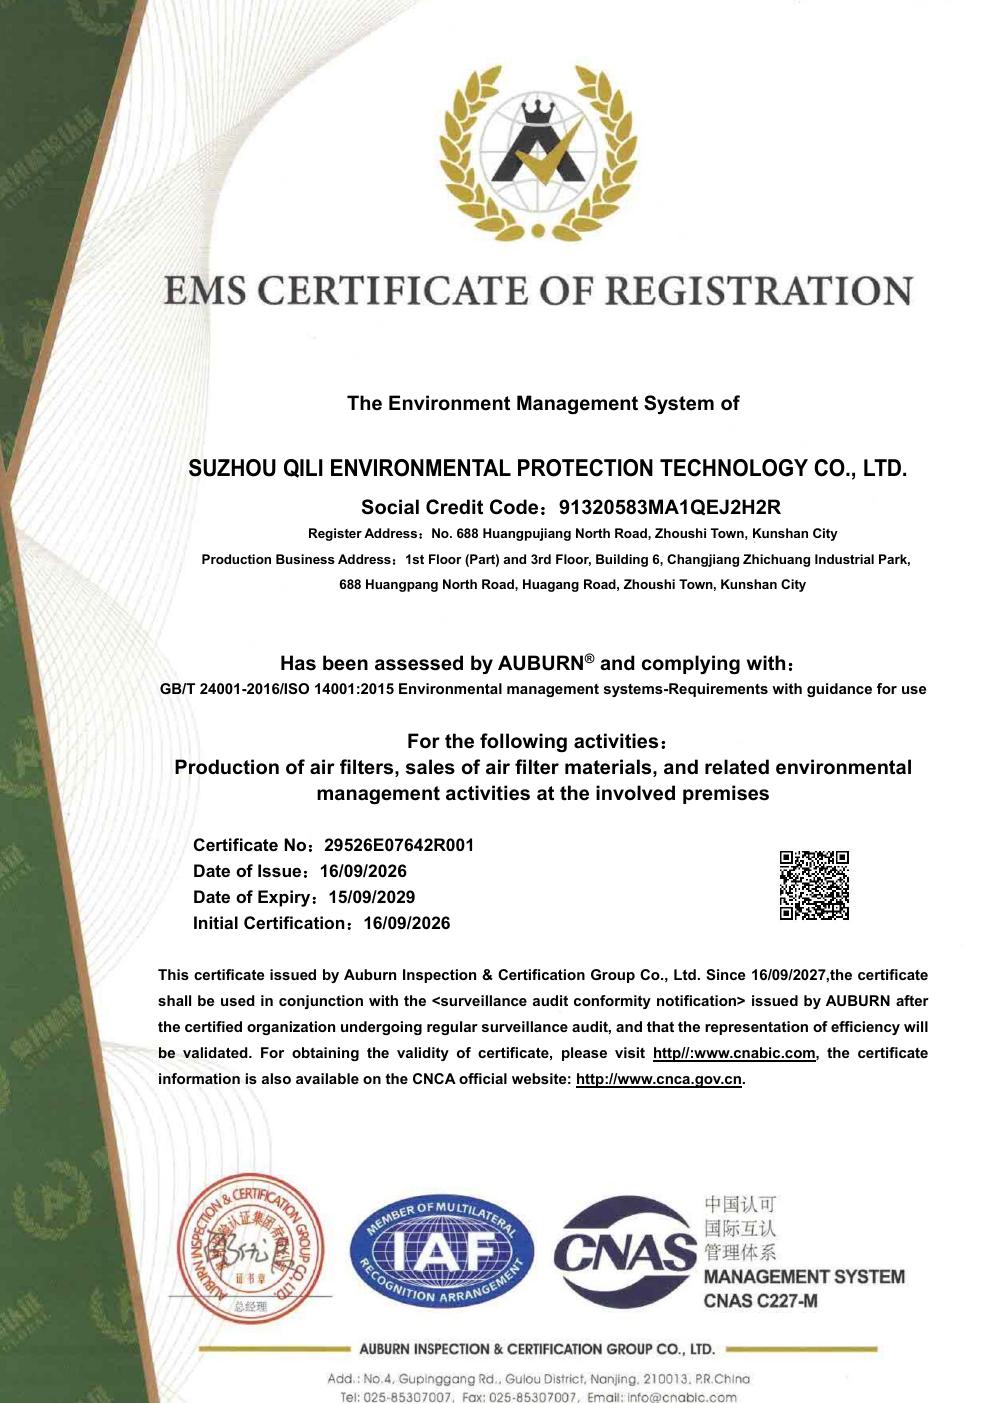 EMS CERTIFICATE OF REGISTRATION
The Environment Management System of
SUZHOU QILI ENVIRONMENTAL PROTECTION TECHNOLOGY CO., LTD.
Social Credit Code：91320583MA1QEJ2H2R
Register Address：No. 688 Huangpujiang North Road, Zhoushi Town, Kunshan City
Production Business Address：1st Floor (Part) and 3rd Floor, Building 6, Changjiang Zhichuang Industrial Park,
688 Huangpang North Road, Huagang Road, Zhoushi Town, Kunshan City
Has been assessed by AUBURN® and complying with：
GB/T 24001-2016/ISO 14001:2015 Environmental management systems-Requirements with guidance for use
For the following activities：
Production of air filters, sales of air filter materials, and related environmental
management activities at the involved premises
Certificate No：29526E07642R001
Date of Issue：16/09/2026
Date of Expiry：15/09/2029
Initial Certification：16/09/2026
This certificate issued by Auburn Inspection & Certification Group Co., Ltd. Since 16/09/2027,the certificate
shall be used in conjunction with the <surveillance audit conformity notification> issued by AUBURN after
the certified organization undergoing regular surveillance audit, and that the representation of efficiency will
be validated. For obtaining the validity of certificate, please visit http//:www.cnabic.com, the certificate
information is also available on the CNCA official website: http://www.cnca.gov.cn.
AUBURN INSPECTION & CERTIFICATION GROUP CO., LTD.
证书章
总经理
MEMBER OF MULTILATERAL
IAF
RECOGNITION ARRANGEMENT
CNAS
中国认可
国际互认
管理体系
MANAGEMENT SYSTEM
CNAS C227-M
AUBURN INSPECTION & CERTIFICATION GROUP CO., LTD.
Add.: No.4, Gupinggang Rd., Gulou District, Nanjing, 210013, P.R.China
Tel: 025-85307007, Fax: 025-85307007, Email: info@cnabic.com